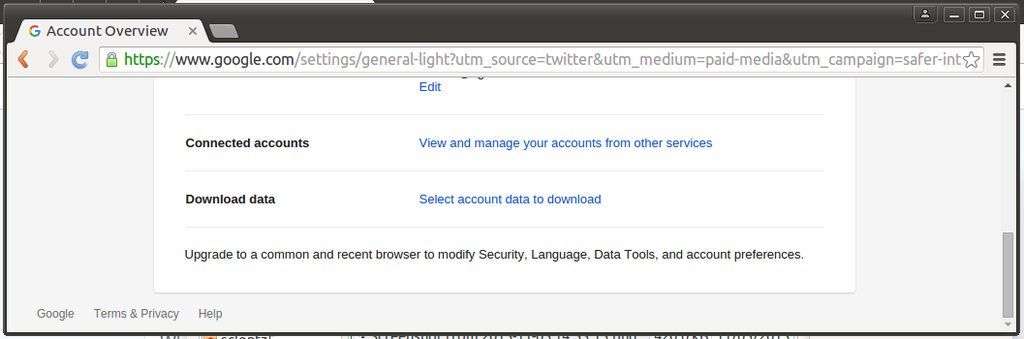 Account Overview
https://www.google.com/settings/general-light?utm_source=twitter&utm_medium=paid-media&utm_campaign=safer-int
Edit
Connected accounts View and manage your accounts from other services
Download data Select account data to download
Upgrade to a common and recent browser to modify Security, Language, Data Tools, and account preferences.
Google Terms & Privacy Help